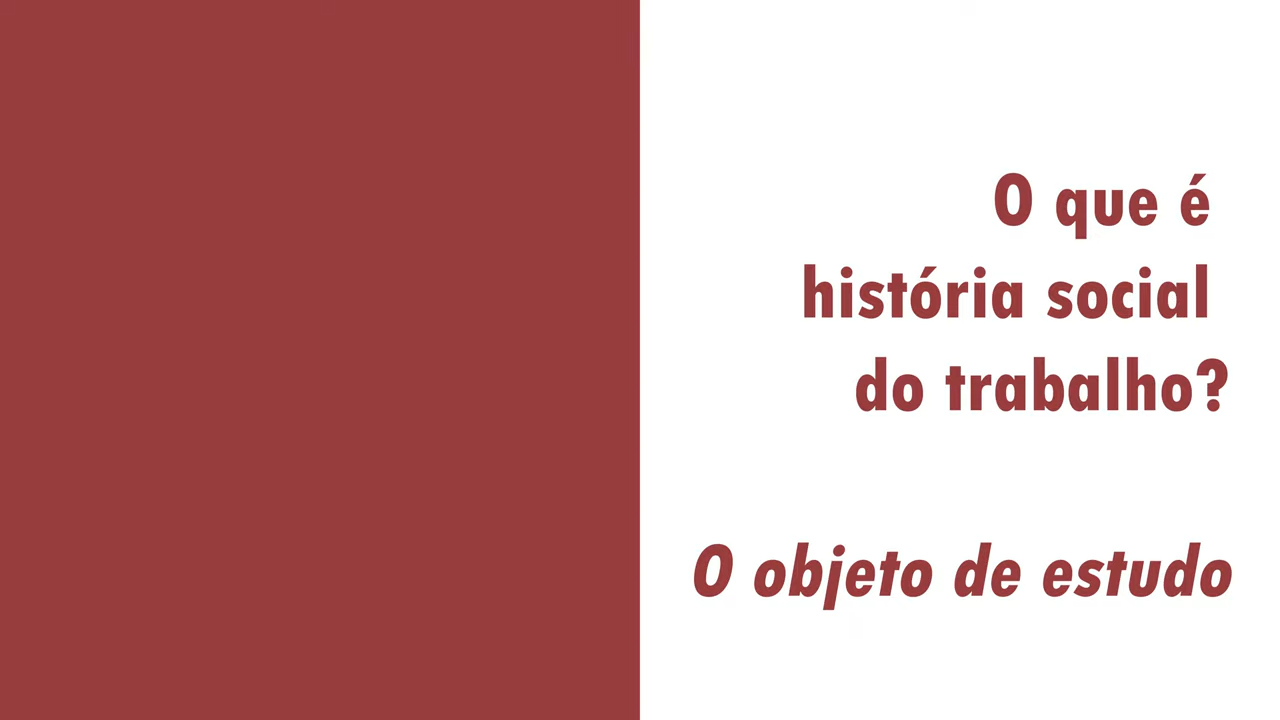 O que é
história social
do trabalho?
O objeto de estudo